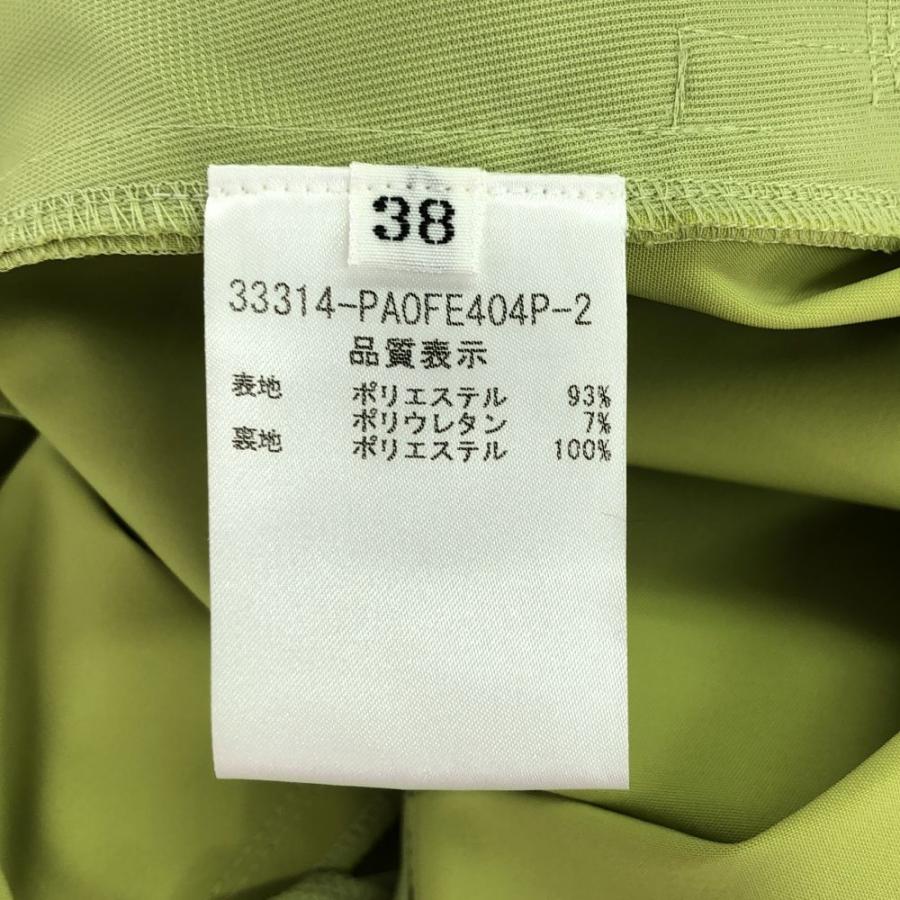 38
33314-PA0FE404P-2
品質表示
表地 ポリエステル 93%
ポリウレタン 7%
裏地 ポリエステル 100%